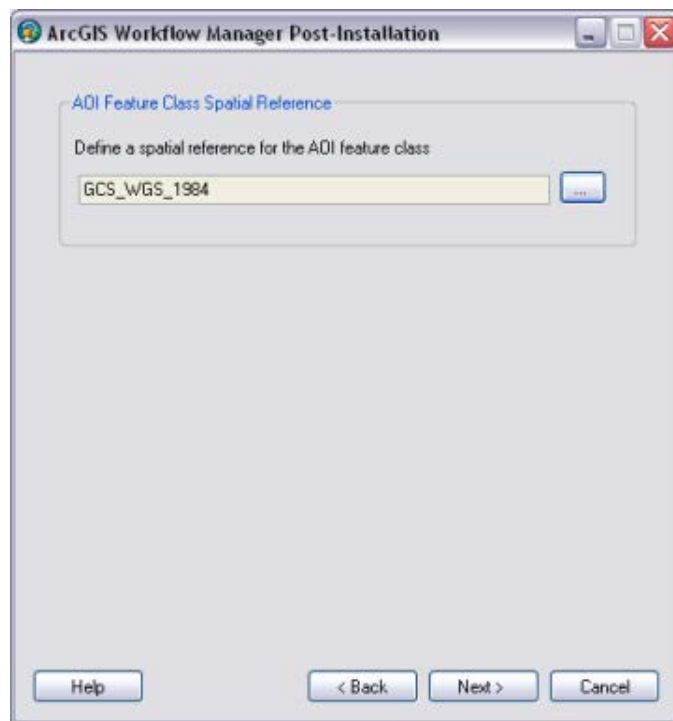 ArcGIS Workflow Manager Post-Installation
AOI Feature Class Spatial Reference
Define a spatial reference for the AOI feature class
GCS_WGS_1984
...
Help
< Back
Next >
Cancel